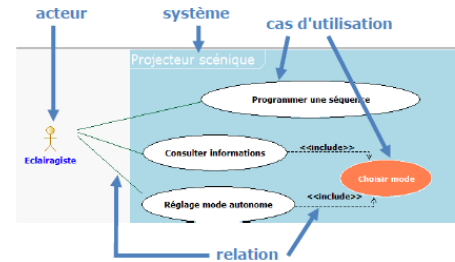 acteur
système
cas d'utilisation
Projecteur scénique
Programmer une séquence
Eclairagiste
Consulter informations
<<include>>
Choisir mode
<<include>>
Réglage mode autonome
relation